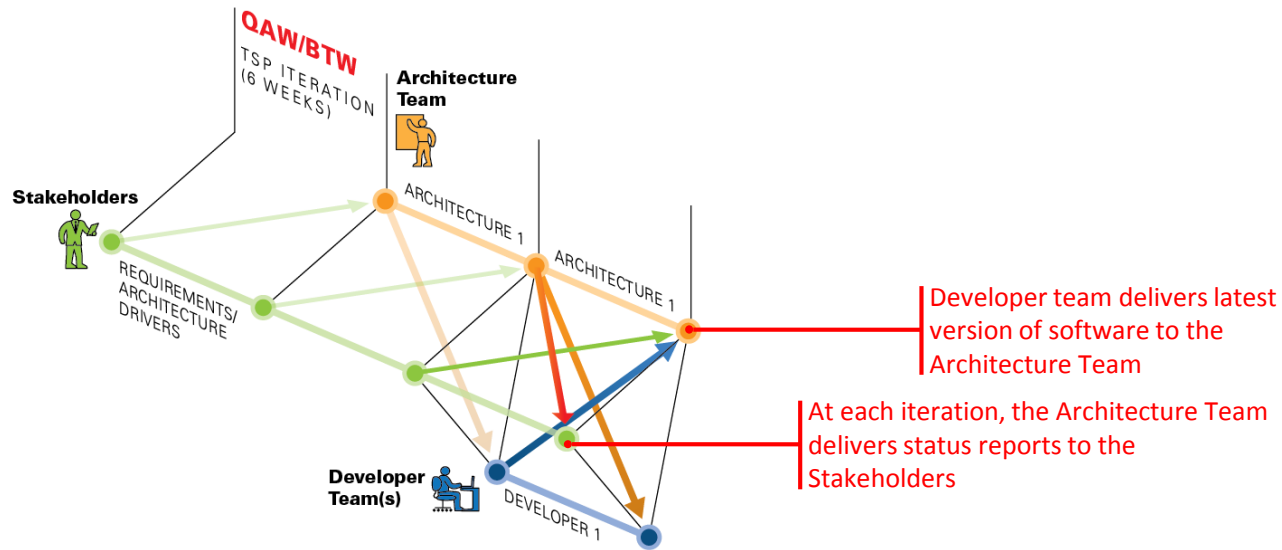 QAW/BTW
TSP ITERATION
(6 WEEKS)
Architecture
Team
Stakeholders
ARCHITECTURE 1
ARCHITECTURE 1
REQUIREMENTS/
ARCHITECTURE
DRIVERS
Developer team delivers latest
version of software to the
Architecture Team
At each iteration, the Architecture Team
delivers status reports to the
Stakeholders
Developer
Team(s)
DEVELOPER 1